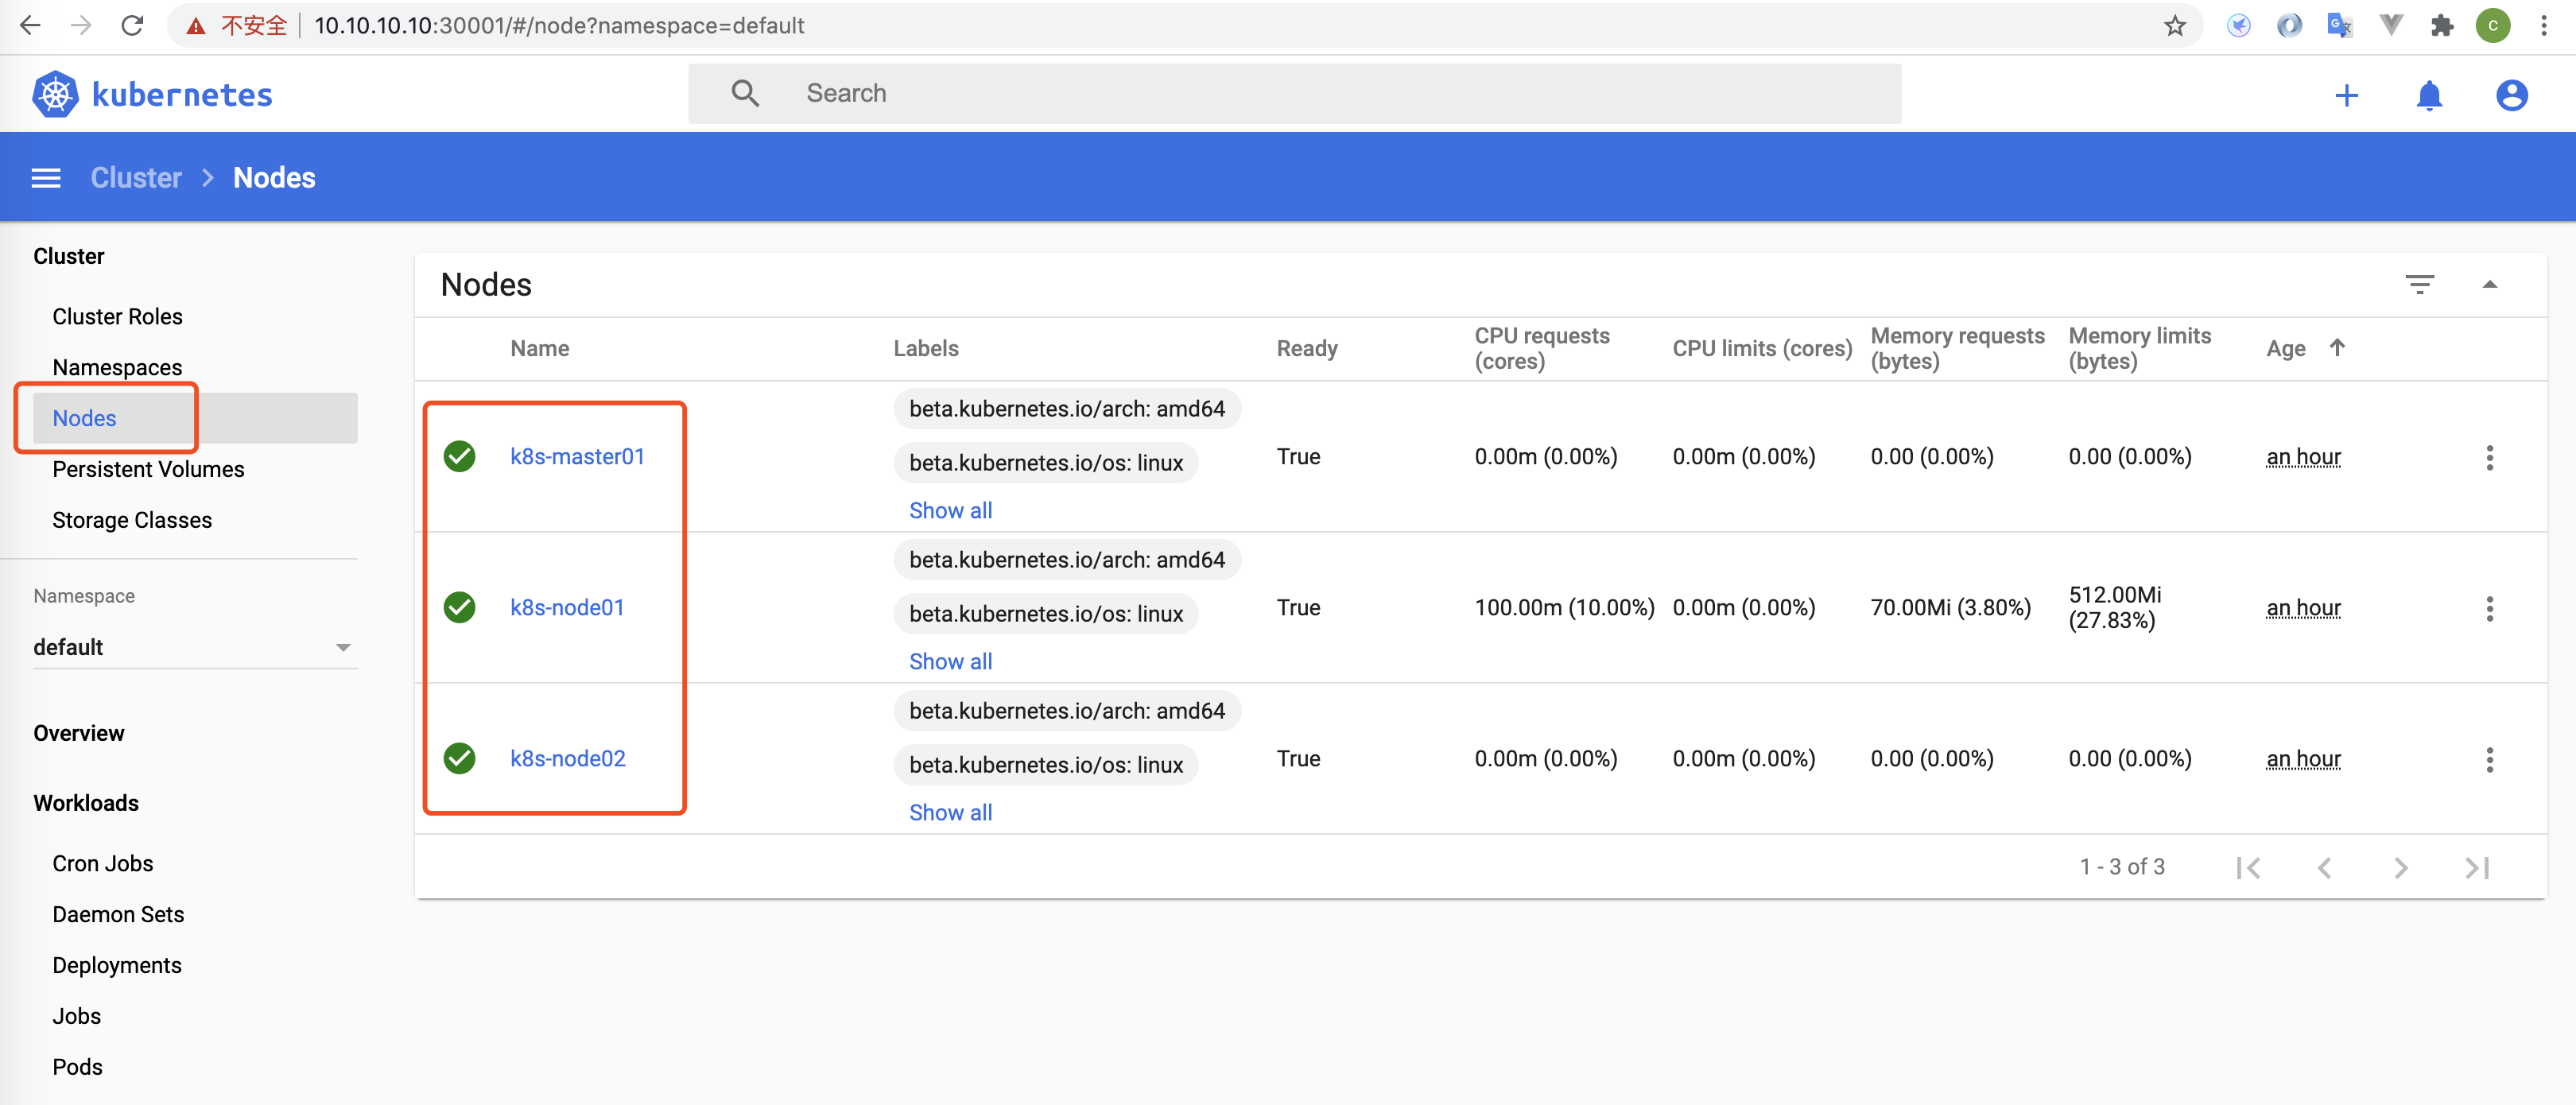 不安全 10.10.10.10:30001/#/node?namespace=default
C
kubernetes
Search
Cluster > Nodes
Cluster
Cluster Roles
Namespaces
Nodes
Persistent Volumes
Storage Classes
Namespace
default
Overview
Workloads
Cron Jobs
Daemon Sets
Deployments
Jobs
Pods
Nodes
Name Labels Ready CPU requests (cores) CPU limits (cores) Memory requests (bytes) Memory limits (bytes) Age
beta.kubernetes.io/arch: amd64
k8s-master01 beta.kubernetes.io/os: linux True 0.00m (0.00%) 0.00m (0.00%) 0.00 (0.00%) 0.00 (0.00%) an hour
Show all
beta.kubernetes.io/arch: amd64
k8s-node01 beta.kubernetes.io/os: linux True 100.00m (10.00%) 0.00m (0.00%) 70.00Mi (3.80%) 512.00Mi (27.83%) an hour
Show all
beta.kubernetes.io/arch: amd64
k8s-node02 beta.kubernetes.io/os: linux True 0.00m (0.00%) 0.00m (0.00%) 0.00 (0.00%) 0.00 (0.00%) an hour
Show all
1 - 3 of 3